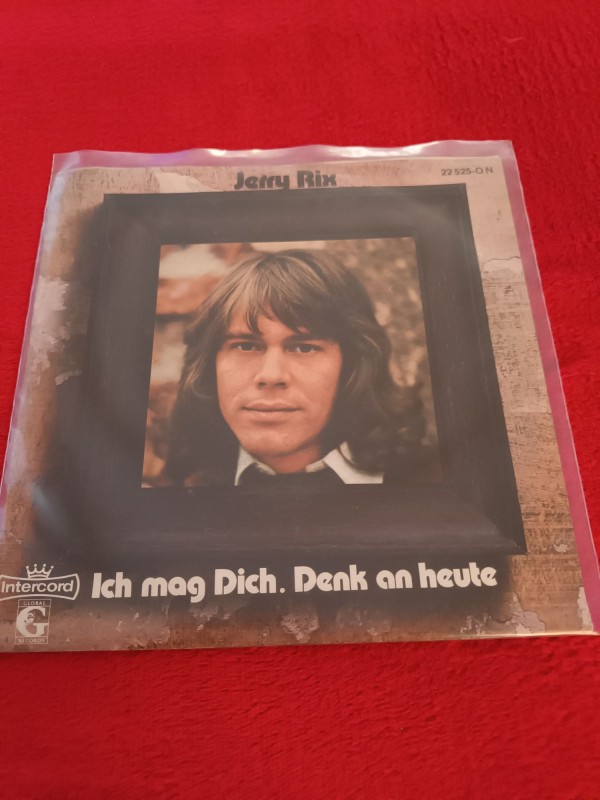 Jerry Rix
22 525-O N
Intercord
Ich mag Dich. Denk an heute
GLOBAL
G
RECORDS